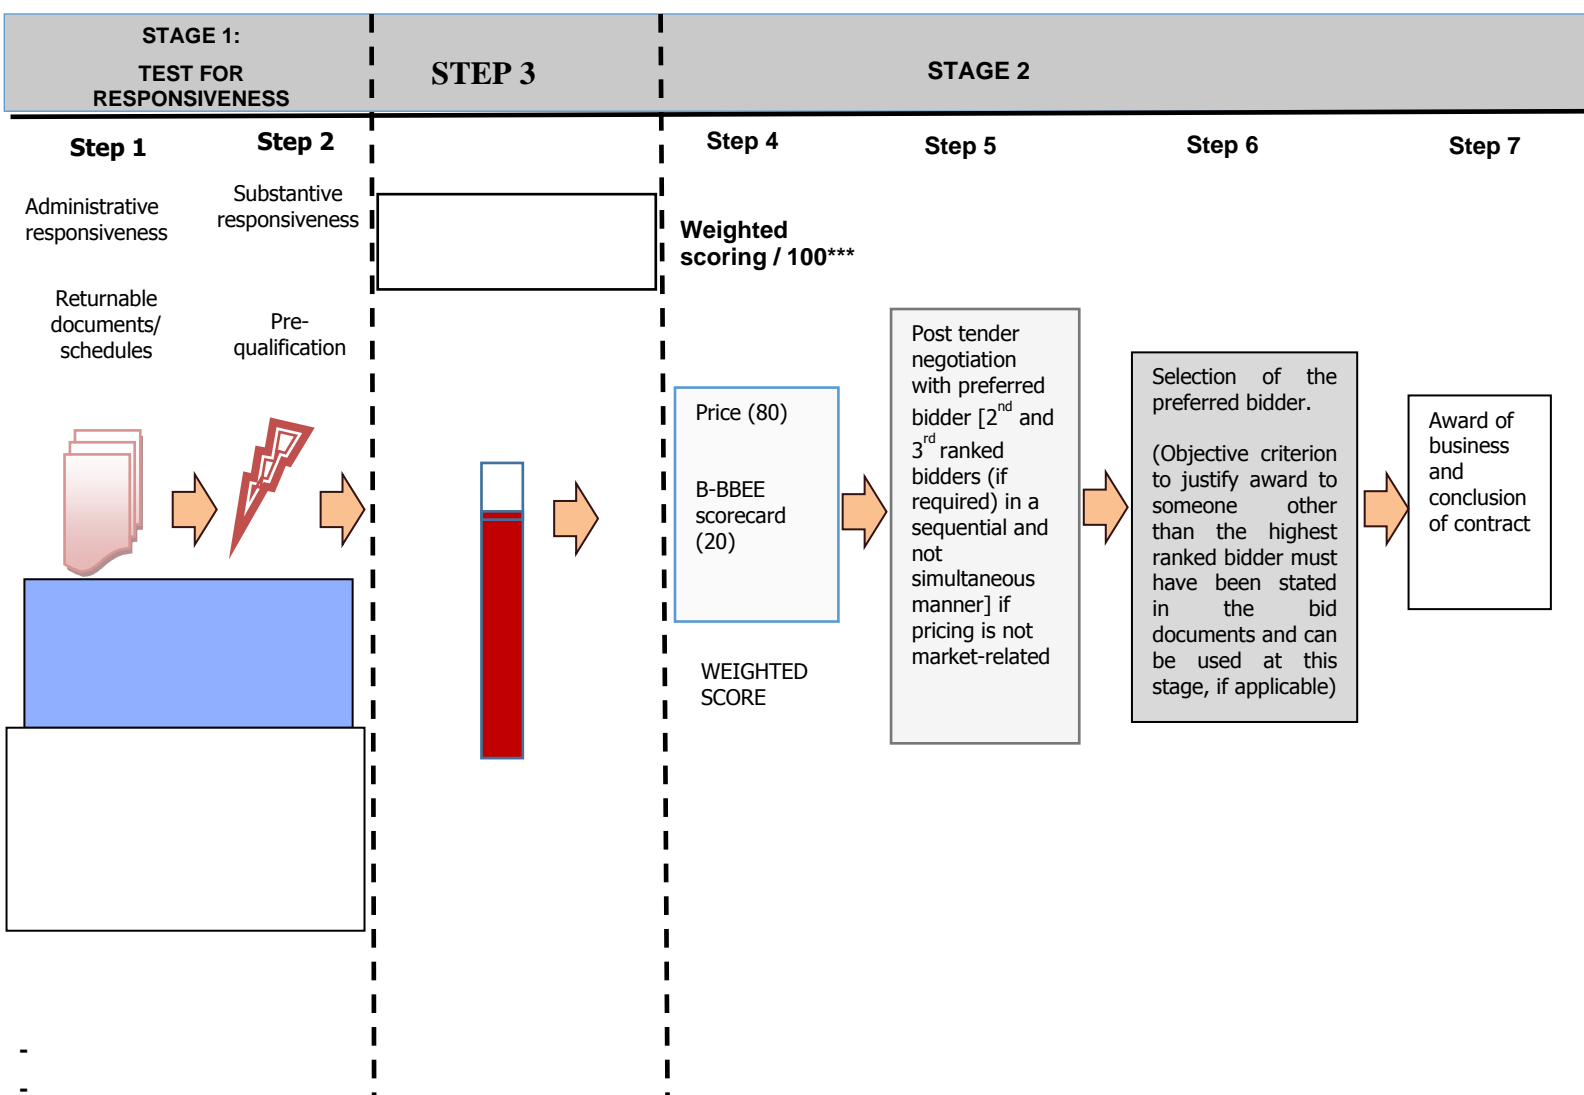 STAGE 1:
TEST FOR
RESPONSIVENESS
STEP 3
STAGE 2
Step 1
Step 2
Step 4
Step 5
Step 6
Step 7
Administrative
responsiveness
Substantive
responsiveness
Weighted
scoring / 100***
Returnable
documents/
schedules
Pre-
qualification
Price (80)
B-BBEE
scorecard
(20)
WEIGHTED
SCORE
Post tender
negotiation
with preferred
bidder [2nd and
3rd ranked
bidders (if
required) in a
sequential and
not
simultaneous
manner] if
pricing is not
market-related
Selection of the
preferred bidder.
(Objective criterion
to justify award to
someone other
than the highest
ranked bidder must
have been stated
in the bid
documents and can
be used at this
stage, if applicable)
Award of
business
and
conclusion
of contract
-
-